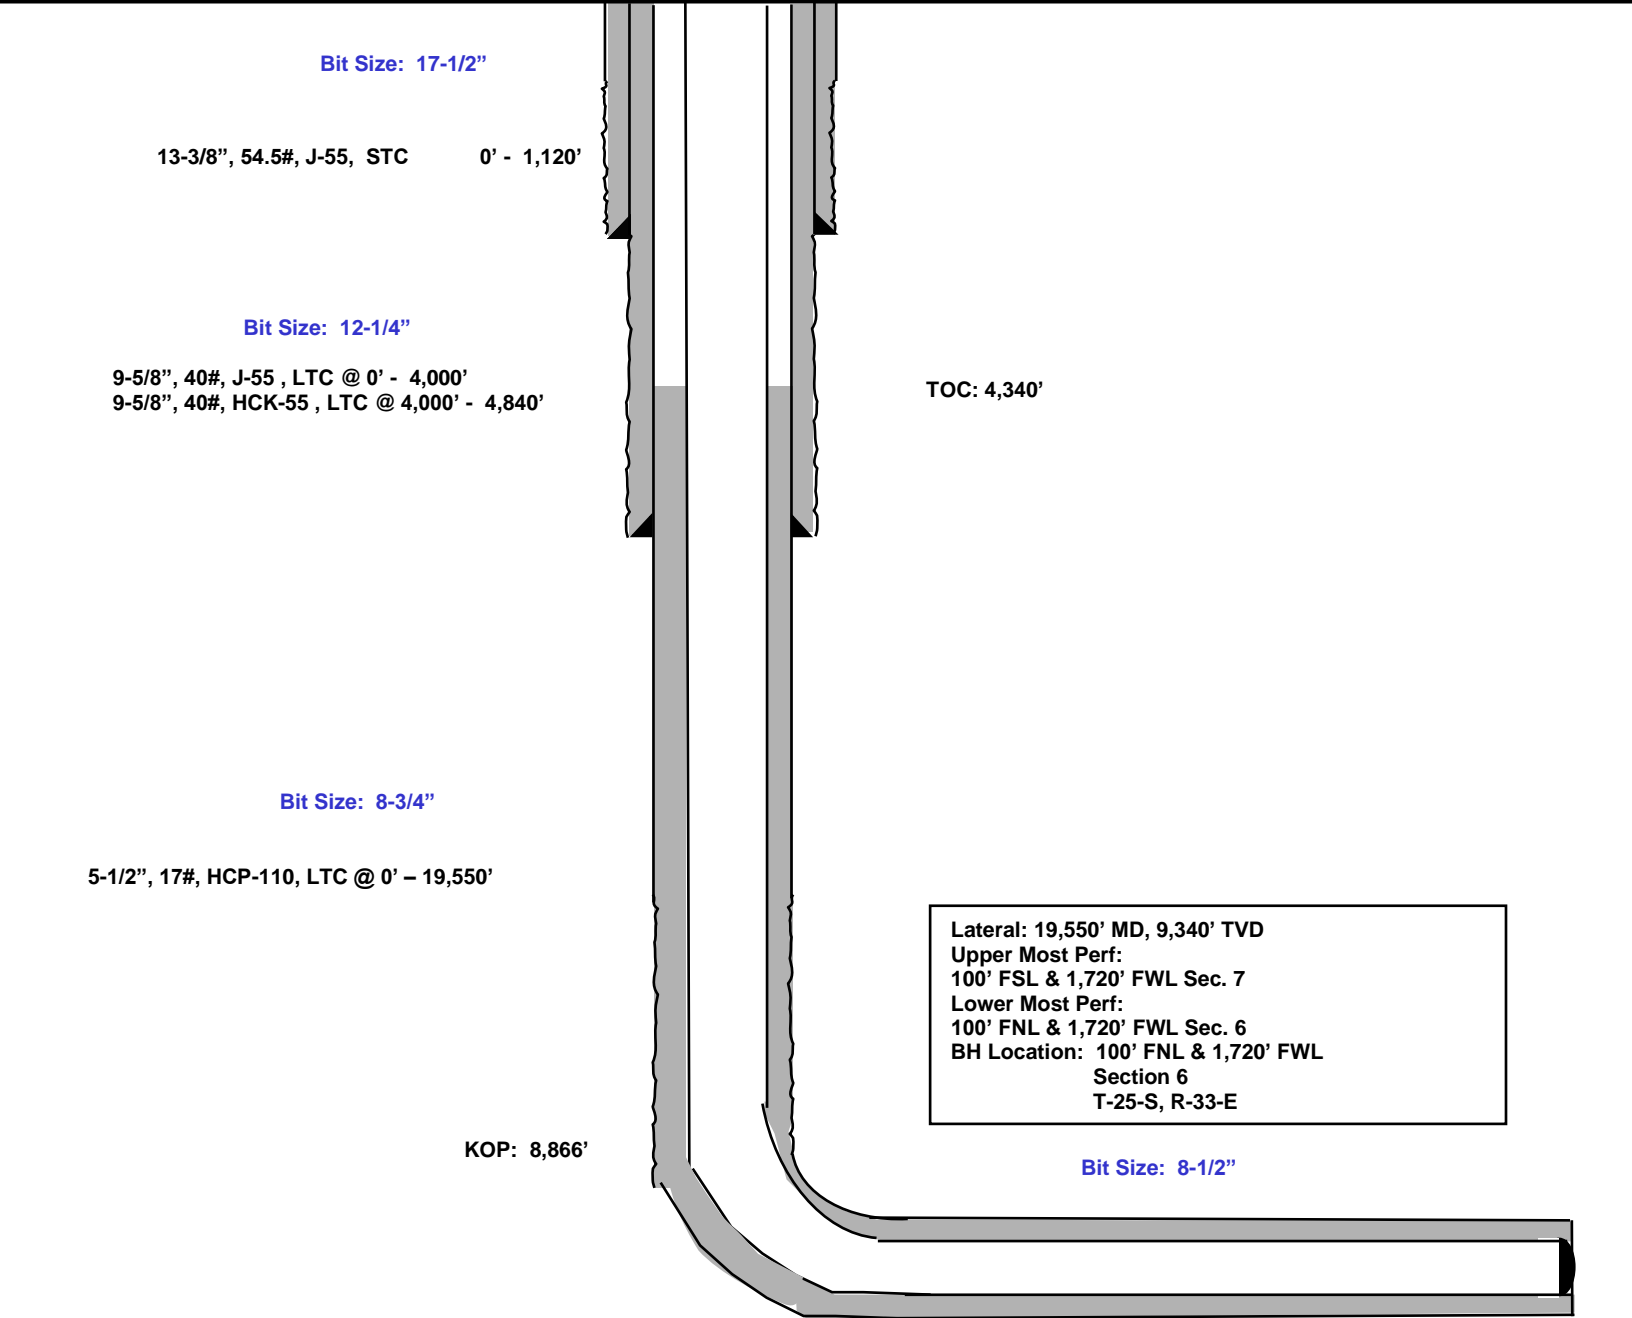 Bit Size: 17-1/2”
13-3/8”, 54.5#, J-55, STC 0’ - 1,120’
Bit Size: 12-1/4”
9-5/8”, 40#, J-55 , LTC @ 0’ - 4,000’
9-5/8”, 40#, HCK-55 , LTC @ 4,000’ - 4,840’
TOC: 4,340’
Bit Size: 8-3/4”
5-1/2”, 17#, HCP-110, LTC @ 0’ – 19,550’
Lateral: 19,550’ MD, 9,340’ TVD
Upper Most Perf:
100’ FSL & 1,720’ FWL Sec. 7
Lower Most Perf:
100’ FNL & 1,720’ FWL Sec. 6
BH Location: 100’ FNL & 1,720’ FWL
Section 6
T-25-S, R-33-E
KOP: 8,866’
Bit Size: 8-1/2”